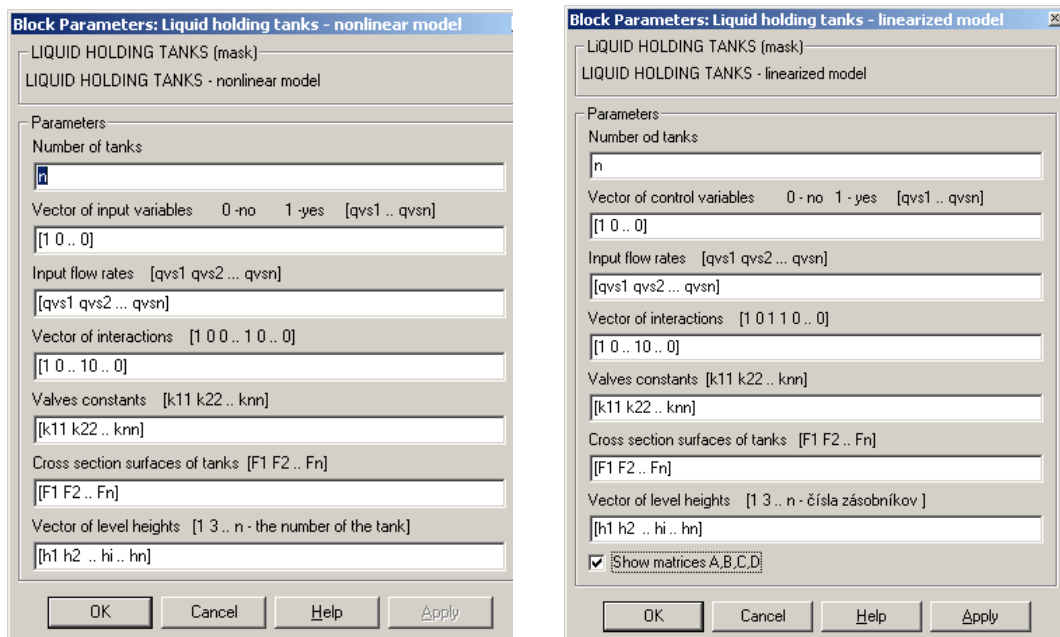 Block Parameters: Liquid holding tanks - nonlinear model
LIQUID HOLDING TANKS (mask)
LIQUID HOLDING TANKS - nonlinear model
Parameters
Number of tanks
n
Vector of input variables 0 -no 1 -yes [qvs1 .. qvsn]
[1 0 .. 0]
Input flow rates [qvs1 qvs2 ... qvsn]
[qvs1 qvs2 ... qvsn]
Vector of interactions [1 0 0 .. 1 0 .. 0]
[1 0 .. 10 .. 0]
Valves constants [k11 k22 .. knn]
[k11 k22 .. knn]
Cross section surfaces of tanks [F1 F2 .. Fn]
[F1 F2 .. Fn]
Vector of level heights [1 3 .. n - the number of the tank]
[h1 h2 .. hi .. hn]
OK Cancel Help Apply
Block Parameters: Liquid holding tanks - linearized model
LiQUID HOLDING TANKS (mask)
LIQUID HOLDING TANKS - linearized model
Parameters
Number od tanks
n
Vector of control variables 0 - no 1 - yes [qvs1 .. qvsn]
[1 0 .. 0]
Input flow rates [qvs1 qvs2 ... qvsn]
[qvs1 qvs2 ... qvsn]
Vector of interactions [1 0 1 1 0 .. 0]
[1 0 .. 10 .. 0]
Valves constants [k11 k22 .. knn]
[k11 k22 .. knn]
Cross section surfaces of tanks [F1 F2 .. Fn]
[F1 F2 .. Fn]
Vector of level heights [1 3 .. n - čísla zásobníkov ]
[h1 h2 .. hi .. hn]
Show matrices A,B,C,D
OK Cancel Help Apply